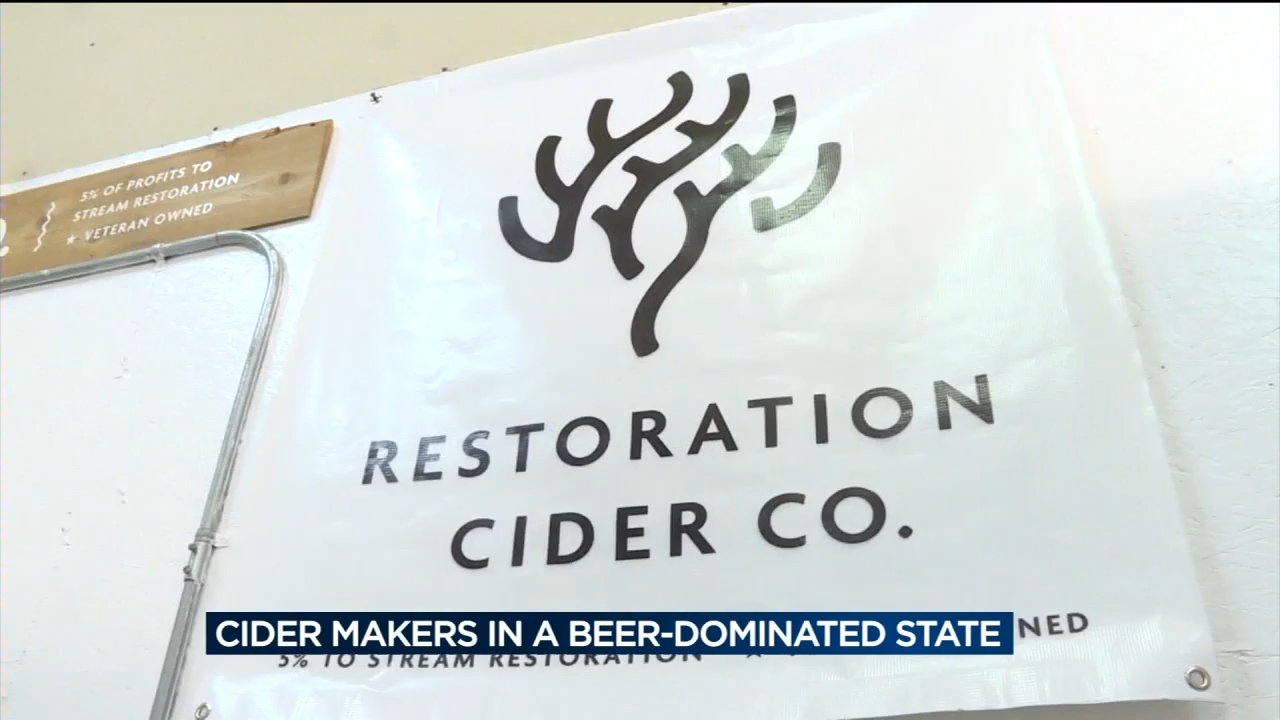 5% OF PROFITS TO
STREAM RESTORATION
★ VETERAN OWNED
RESTORATION
CIDER CO.
CIDER MAKERS IN A BEER-DOMINATED STATE
5% TO STREAM RESTORATION ★